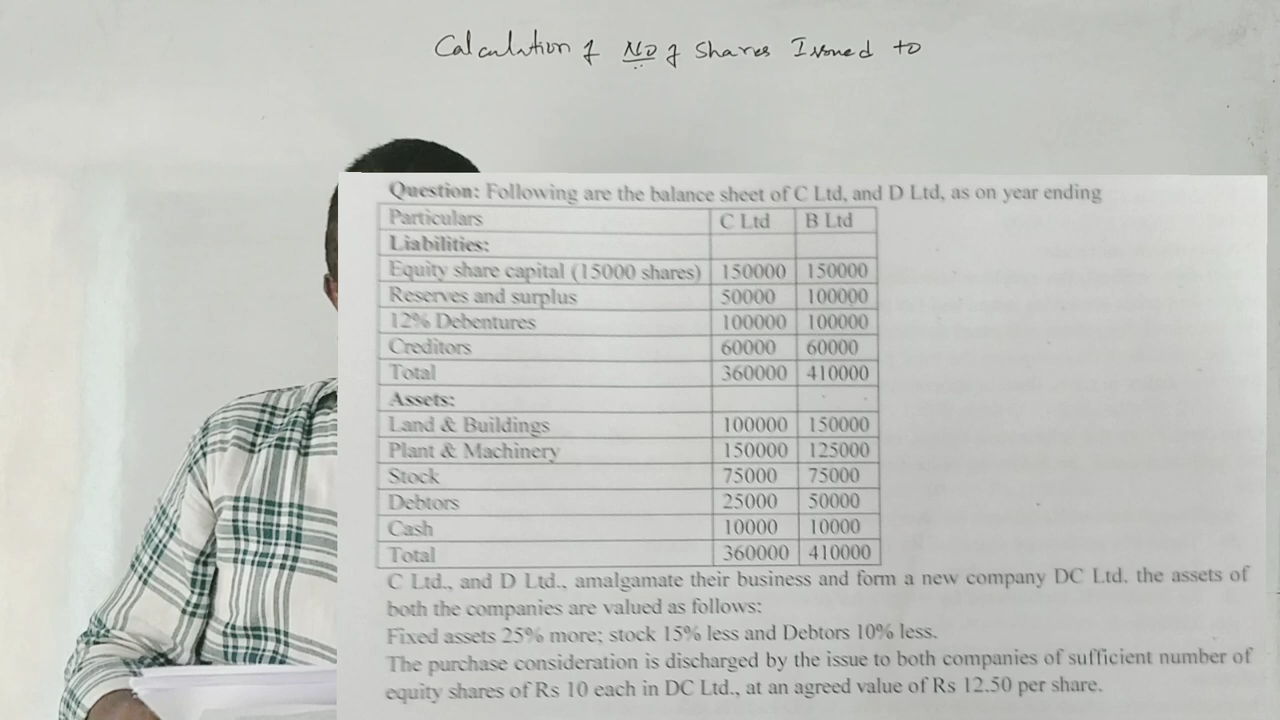 Calculation of No of Shares Issued to
Question: Following are the balance sheet of C Ltd, and D Ltd, as on year ending
Particulars C Ltd B Ltd
Liabilities:
Equity share capital (15000 shares) 150000 150000
Reserves and surplus 50000 100000
12% Debentures 100000 100000
Creditors 60000 60000
Total 360000 410000
Assets:
Land & Buildings 100000 150000
Plant & Machinery 150000 125000
Stock 75000 75000
Debtors 25000 50000
Cash 10000 10000
Total 360000 410000
C Ltd., and D Ltd., amalgamate their business and form a new company DC Ltd. the assets of
both the companies are valued as follows:
Fixed assets 25% more; stock 15% less and Debtors 10% less.
The purchase consideration is discharged by the issue to both companies of sufficient number of
equity shares of Rs 10 each in DC Ltd., at an agreed value of Rs 12.50 per share.